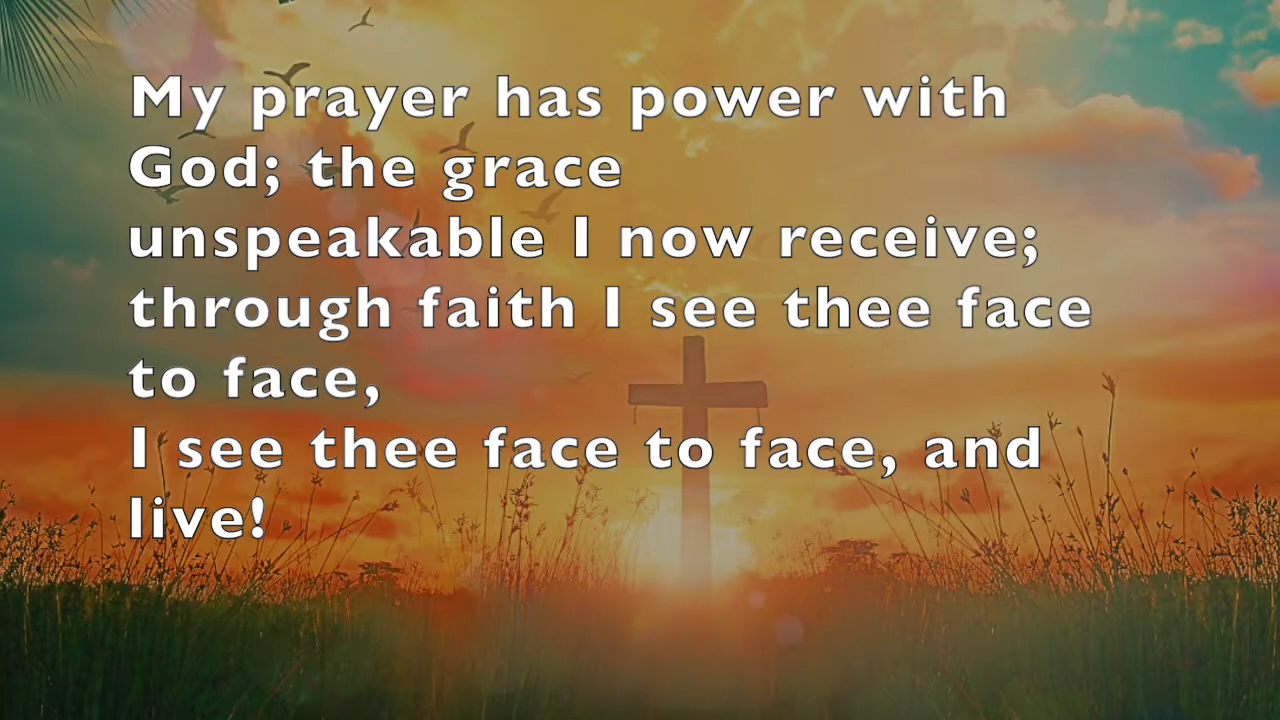 My prayer has power with
God; the grace
unspeakable I now receive;
through faith I see thee face
to face,
I see thee face to face, and
live!